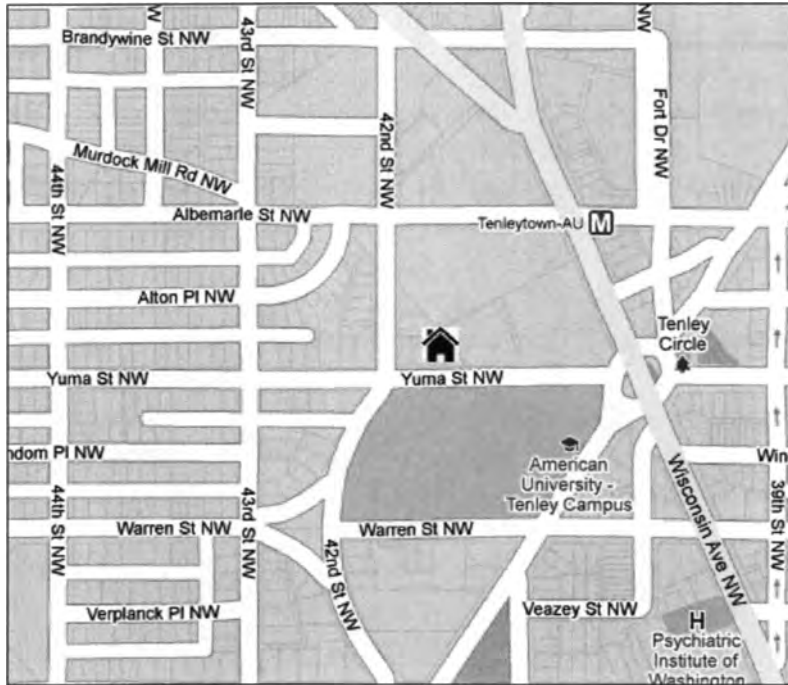 W
NW
Brandywine St NW
43rd St NW
42nd St NW
Fort Dr NW
Murdock Mill Rd NW
44th St NW
Albemarle St NW
Tenleytown-AU M
Alton Pl NW
Tenley
Circle
Yuma St NW
Yuma St NW
ndom Pl NW
American
University -
Tenley Campus
Win
Wisconsin Ave NW
39th St NW
44th St NW
43rd St NW
Warren St NW
Warren St NW
42nd St NW
Verplanck Pl NW
Veazey St NW
H
Psychiatric
Institute of
Washington